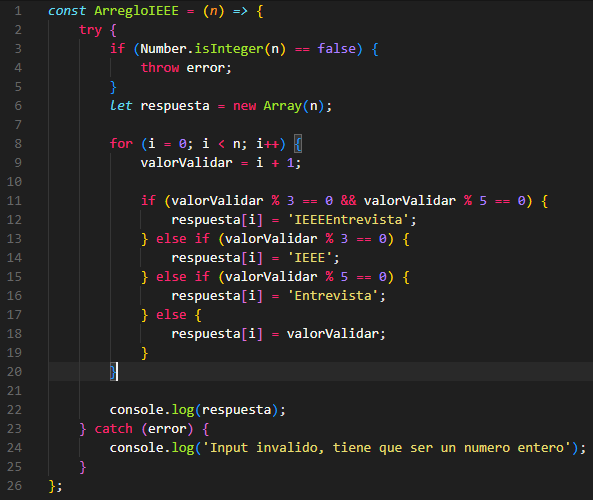 1 const ArregloIEEE = (n) => {
2 try {
3 if (Number.isInteger(n) == false) {
4 throw error;
5 }
6 let respuesta = new Array(n);
7
8 for (i = 0; i < n; i++) {
9 valorValidar = i + 1;
10
11 if (valorValidar % 3 == 0 && valorValidar % 5 == 0) {
12 respuesta[i] = 'IEEEEntrevista';
13 } else if (valorValidar % 3 == 0) {
14 respuesta[i] = 'IEEE';
15 } else if (valorValidar % 5 == 0) {
16 respuesta[i] = 'Entrevista';
17 } else {
18 respuesta[i] = valorValidar;
19 }
20 }
21
22 console.log(respuesta);
23 } catch (error) {
24 console.log('Input invalido, tiene que ser un numero entero');
25 }
26 };